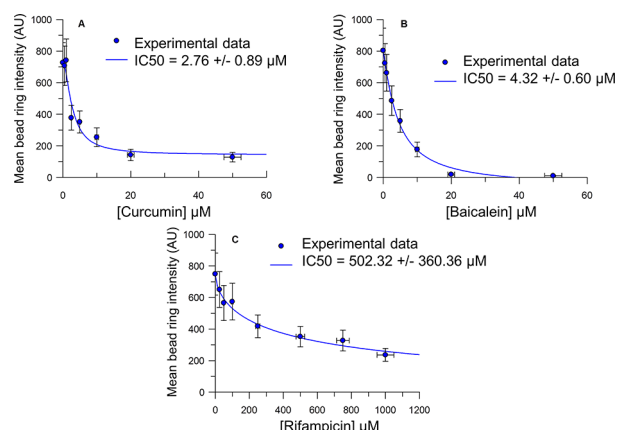 A
Experimental data
IC50 = 2.76 +/- 0.89 µM
Mean bead ring intensity (AU)
1000
800
600
400
200
0
0 20 40 60
[Curcumin] µM
B
Experimental data
IC50 = 4.32 +/- 0.60 µM
Mean bead ring intensity (AU)
1000
800
600
400
200
0
0 20 40 60
[Baicalein] µM
C
Experimental data
IC50 = 502.32 +/- 360.36 µM
Mean bead ring intensity (AU)
1000
800
600
400
200
0
0 200 400 600 800 1000 1200
[Rifampicin] µM